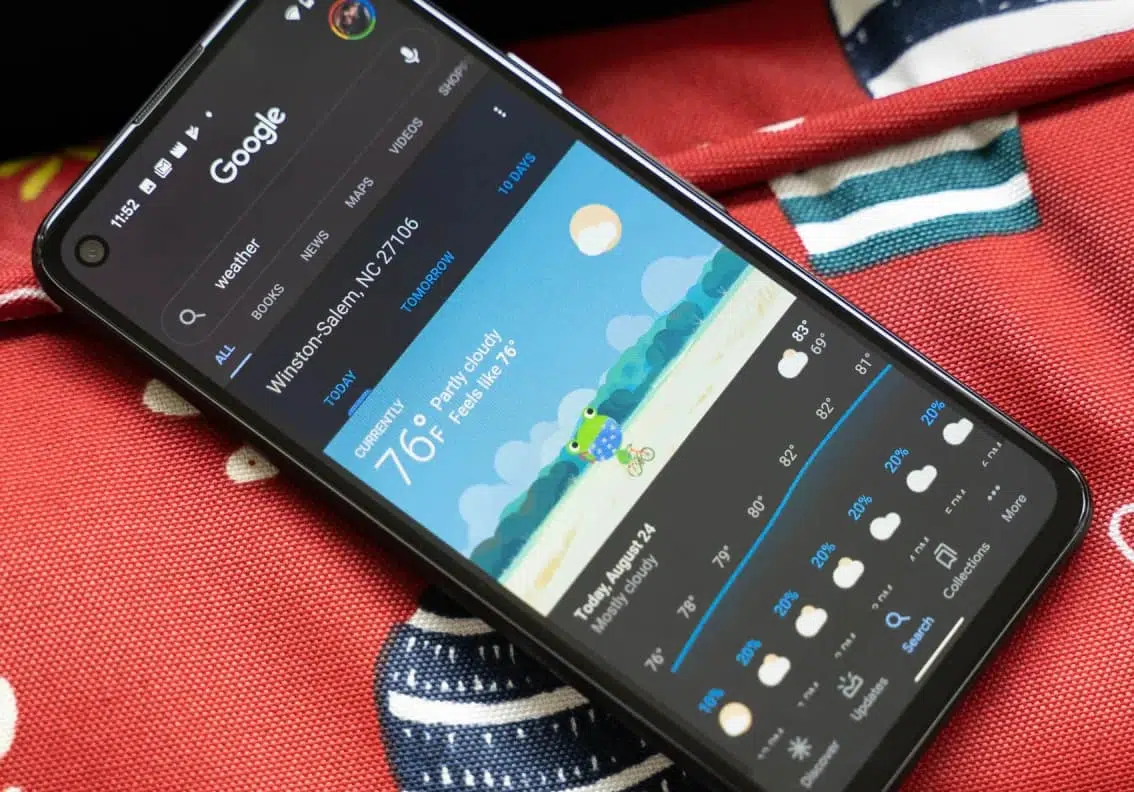 11:52
Google
weather
ALL
BOOKS
NEWS
MAPS
VIDEOS
Winston-Salem, NC 27106
TODAY
TOMORROW
10 DAYS
CURRENTLY
76°F
Partly cloudy
Feels like 76°
Today, August 24
Mostly cloudy
83°
69°
76° 78° 79° 80° 82° 82° 81°
10% 20% 20% 20% 20% 20% 20%
Discover
Updates
Search
Collections
More